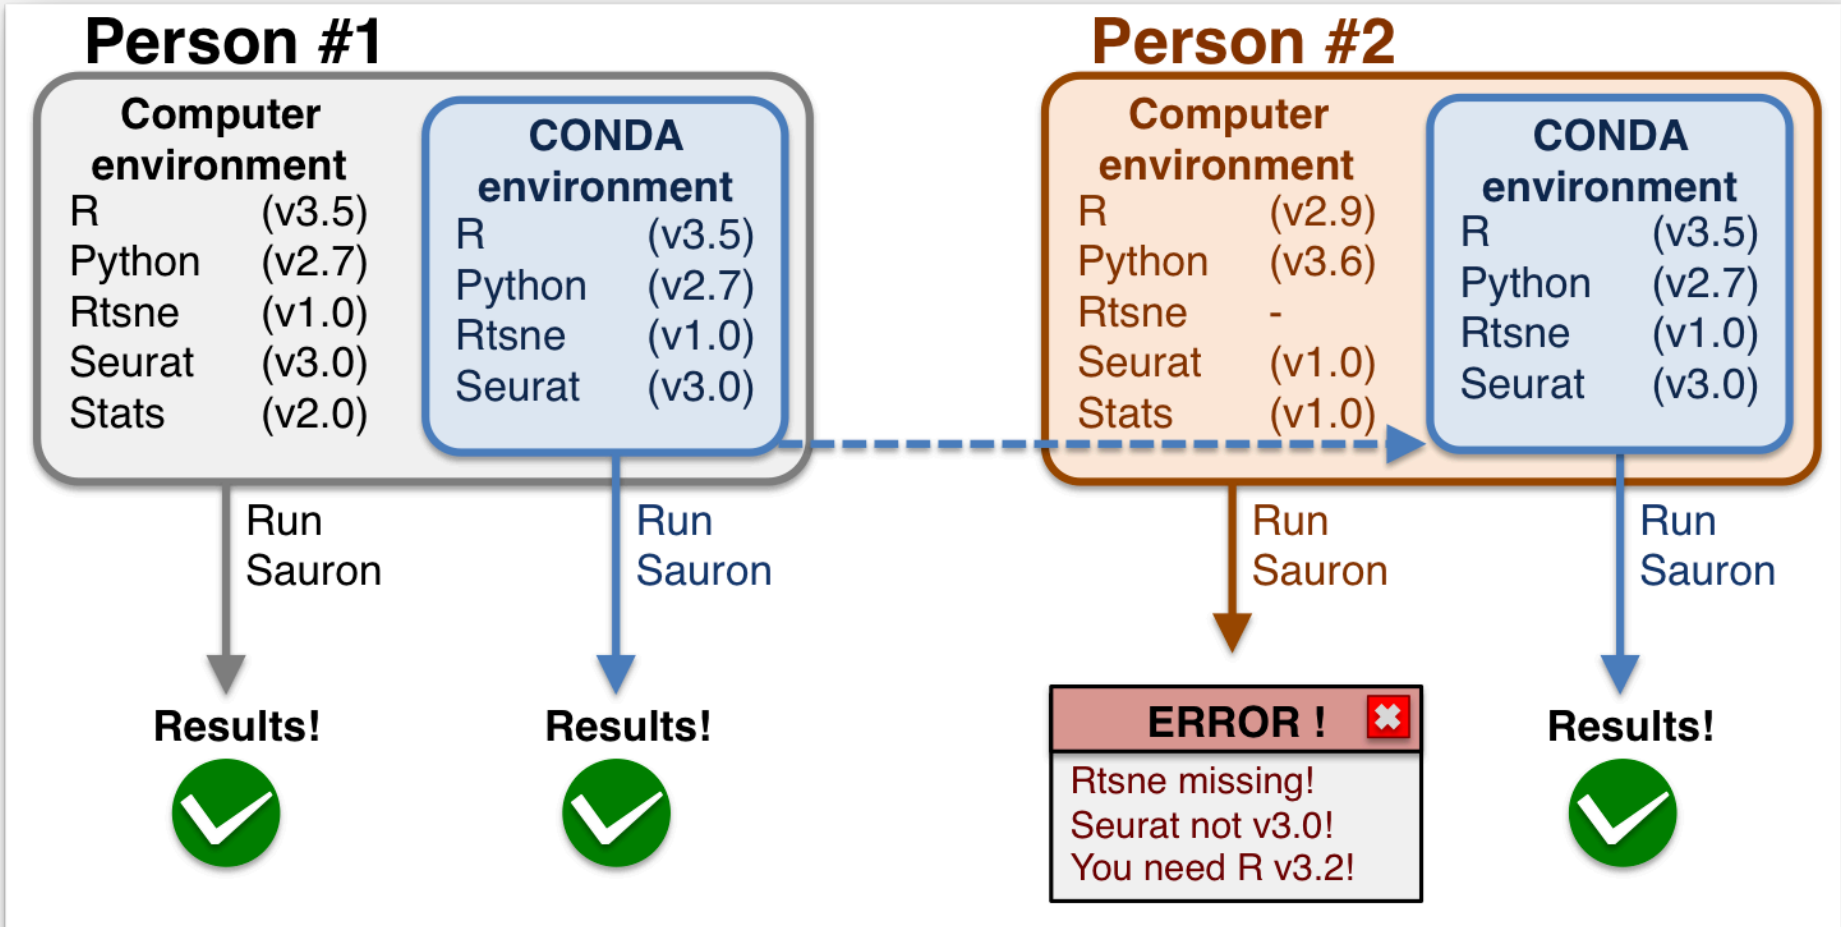 Person #1
Computer
environment
R (v3.5)
Python (v2.7)
Rtsne (v1.0)
Seurat (v3.0)
Stats (v2.0)
CONDA
environment
R (v3.5)
Python (v2.7)
Rtsne (v1.0)
Seurat (v3.0)
Run
Sauron
Results!
Run
Sauron
Results!
Person #2
Computer
environment
R (v2.9)
Python (v3.6)
Rtsne -
Seurat (v1.0)
Stats (v1.0)
CONDA
environment
R (v3.5)
Python (v2.7)
Rtsne (v1.0)
Seurat (v3.0)
Run
Sauron
ERROR !
Rtsne missing!
Seurat not v3.0!
You need R v3.2!
Run
Sauron
Results!